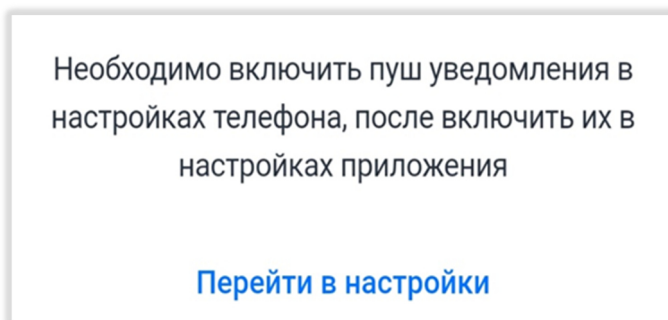 Необходимо включить пуш уведомления в
настройках телефона, после включить их в
настройках приложения
Перейти в настройки